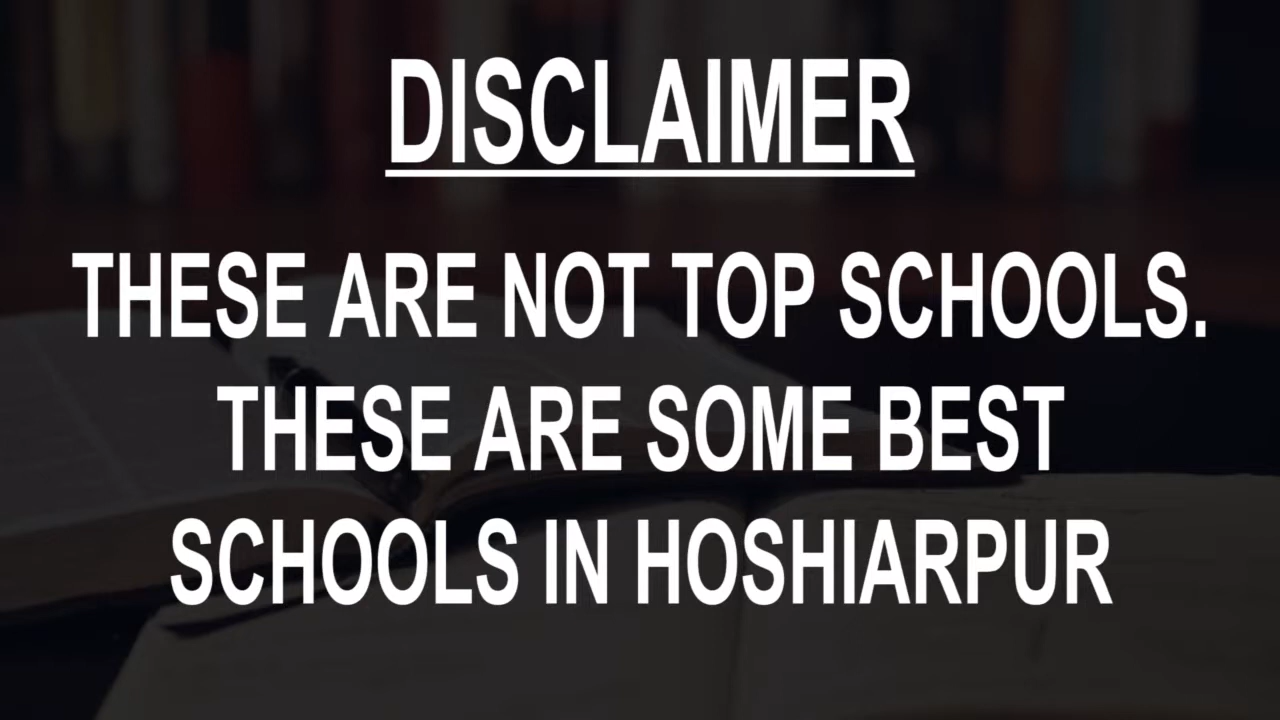 DISCLAIMER
THESE ARE NOT TOP SCHOOLS.
THESE ARE SOME BEST
SCHOOLS IN HOSHIARPUR